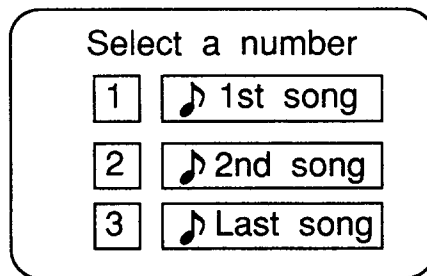 Select a number
1 ♪ 1st song
2 ♪ 2nd song
3 ♪ Last song